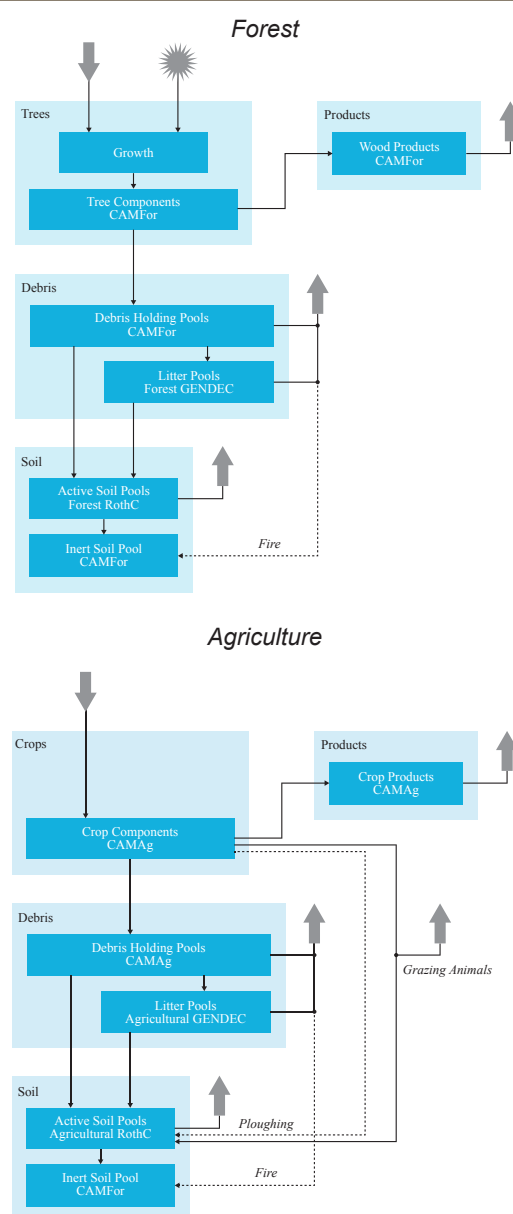 Forest
Trees
Products
Growth
Wood Products
CAMFor
Tree Components
CAMFor
Debris
Debris Holding Pools
CAMFor
Litter Pools
Forest GENDEC
Soil
Active Soil Pools
Forest RothC
Inert Soil Pool
CAMFor
Fire
Agriculture
Crops
Products
Crop Products
CAMAg
Crop Components
CAMAg
Debris
Debris Holding Pools
CAMAg
Grazing Animals
Litter Pools
Agricultural GENDEC
Soil
Active Soil Pools
Agricultural RothC
Ploughing
Inert Soil Pool
CAMFor
Fire